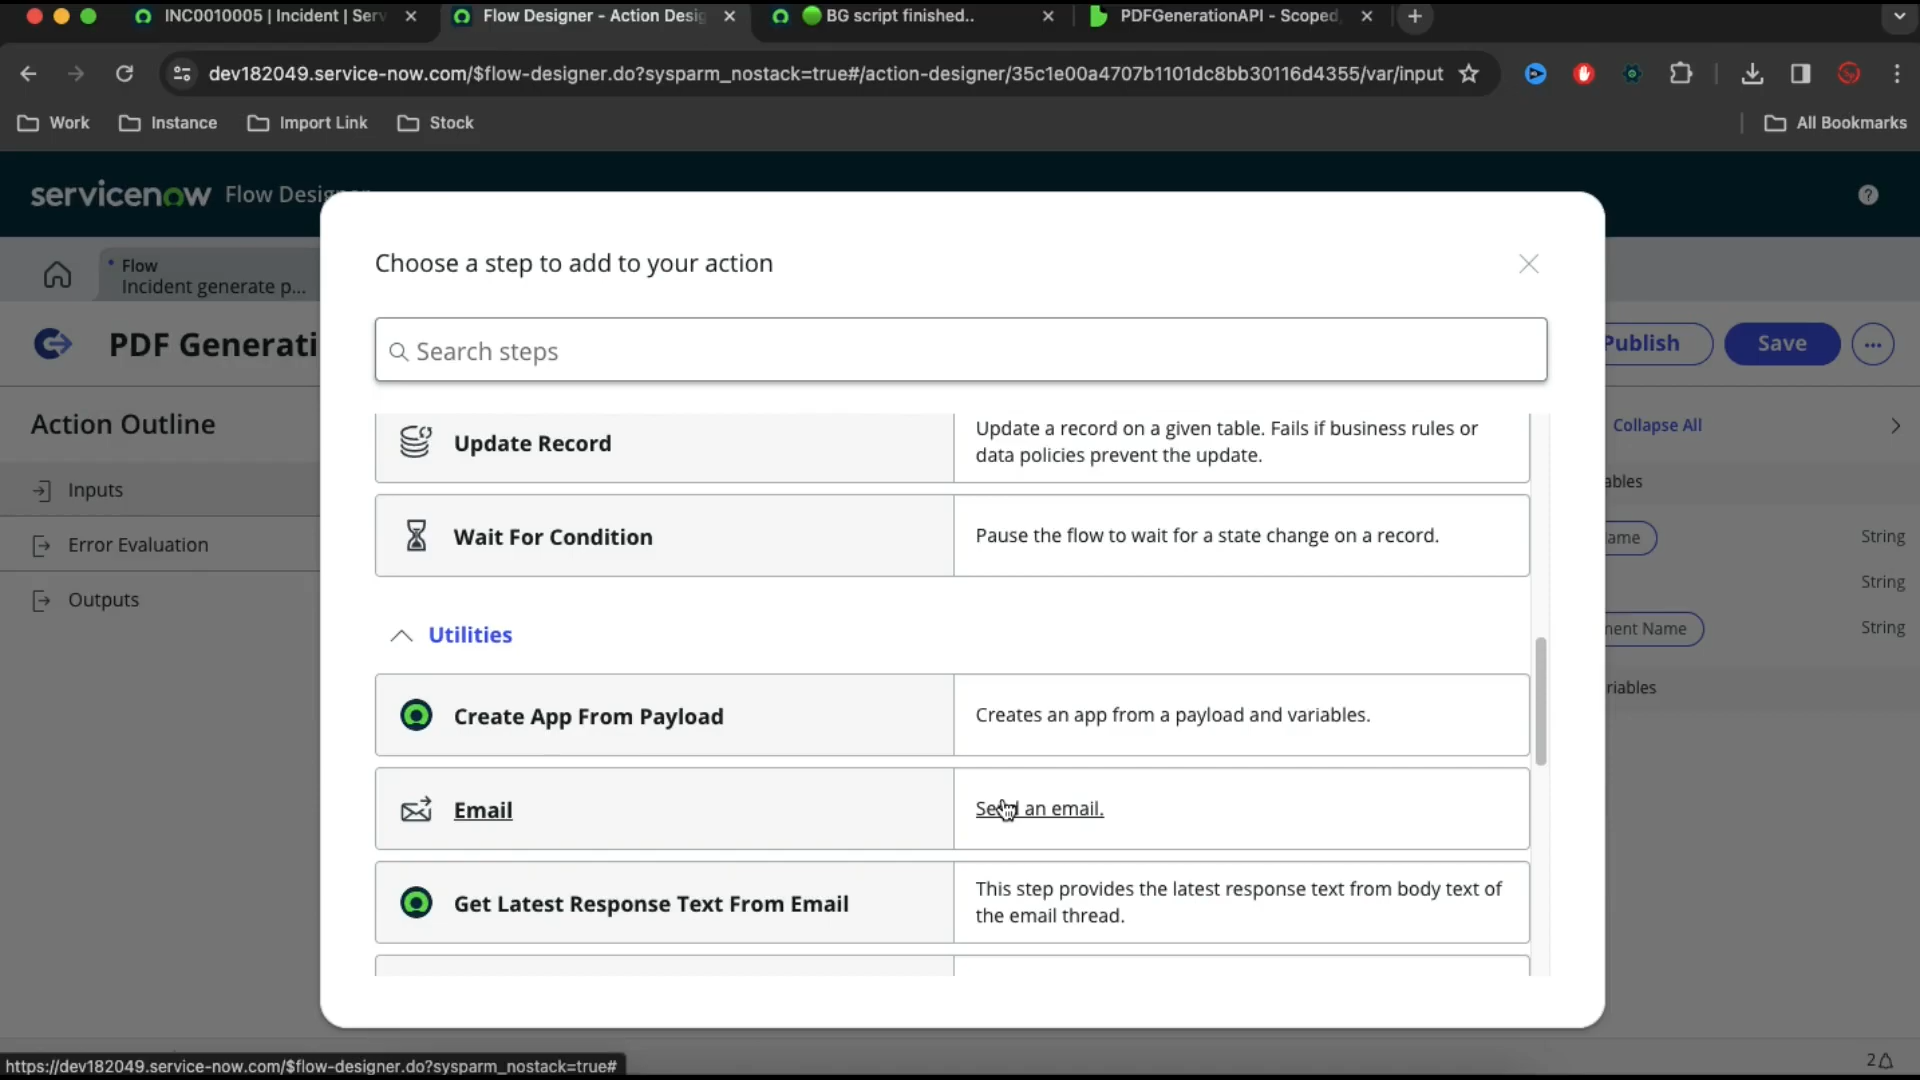 INC0010005 | Incident | Serv
Flow Designer - Action Desig
BG script finished..
PDFGenerationAPI - Scoped
dev182049.service-now.com/$flow-designer.do?sysparm_nostack=true#/action-designer/35c1e00a4707b1101dc8bb30116d4355/var/input
Work
Instance
Import Link
Stock
All Bookmarks
servicenow Flow Designer
Flow
Incident generate p...
PDF Generati
Publish
Save
Action Outline
Inputs
Error Evaluation
Outputs
Choose a step to add to your action
Search steps
Update Record
Update a record on a given table. Fails if business rules or
data policies prevent the update.
Wait For Condition
Pause the flow to wait for a state change on a record.
Utilities
Create App From Payload
Creates an app from a payload and variables.
Email
Send an email.
Get Latest Response Text From Email
This step provides the latest response text from body text of
the email thread.
Collapse All
ables
ame
String
String
nent Name
String
riables
https://dev182049.service-now.com/$flow-designer.do?sysparm_nostack=true#
2